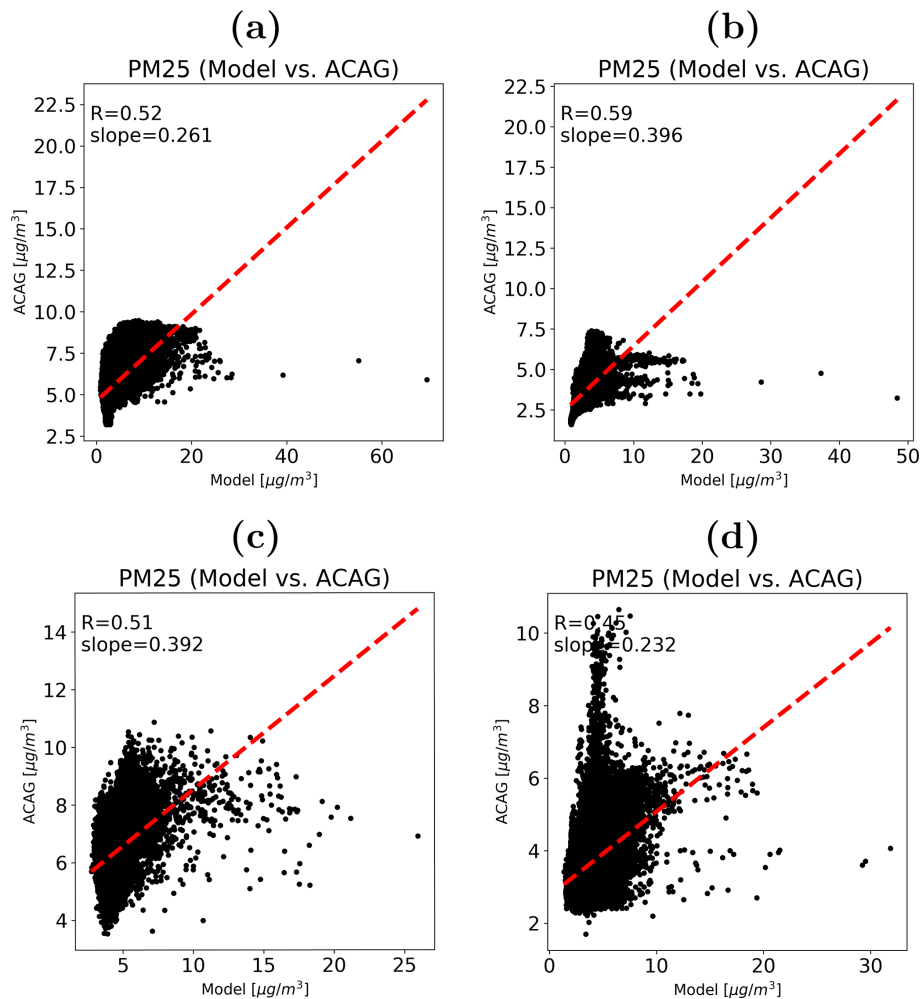 (a)
PM25 (Model vs. ACAG)
R=0.52
slope=0.261
22.5
20.0
17.5
15.0
12.5
10.0
7.5
5.0
2.5
ACAG [μg/m³]
0 20 40 60
Model [μg/m³]
(b)
PM25 (Model vs. ACAG)
R=0.59
slope=0.396
22.5
20.0
17.5
15.0
12.5
10.0
7.5
5.0
2.5
ACAG [μg/m³]
0 10 20 30 40 50
Model [μg/m³]
(c)
PM25 (Model vs. ACAG)
R=0.51
slope=0.392
14
12
10
8
6
4
ACAG [μg/m³]
5 10 15 20 25
Model [μg/m³]
(d)
PM25 (Model vs. ACAG)
R=0.45
slope=0.232
10
8
6
4
2
ACAG [μg/m³]
0 10 20 30
Model [μg/m³]